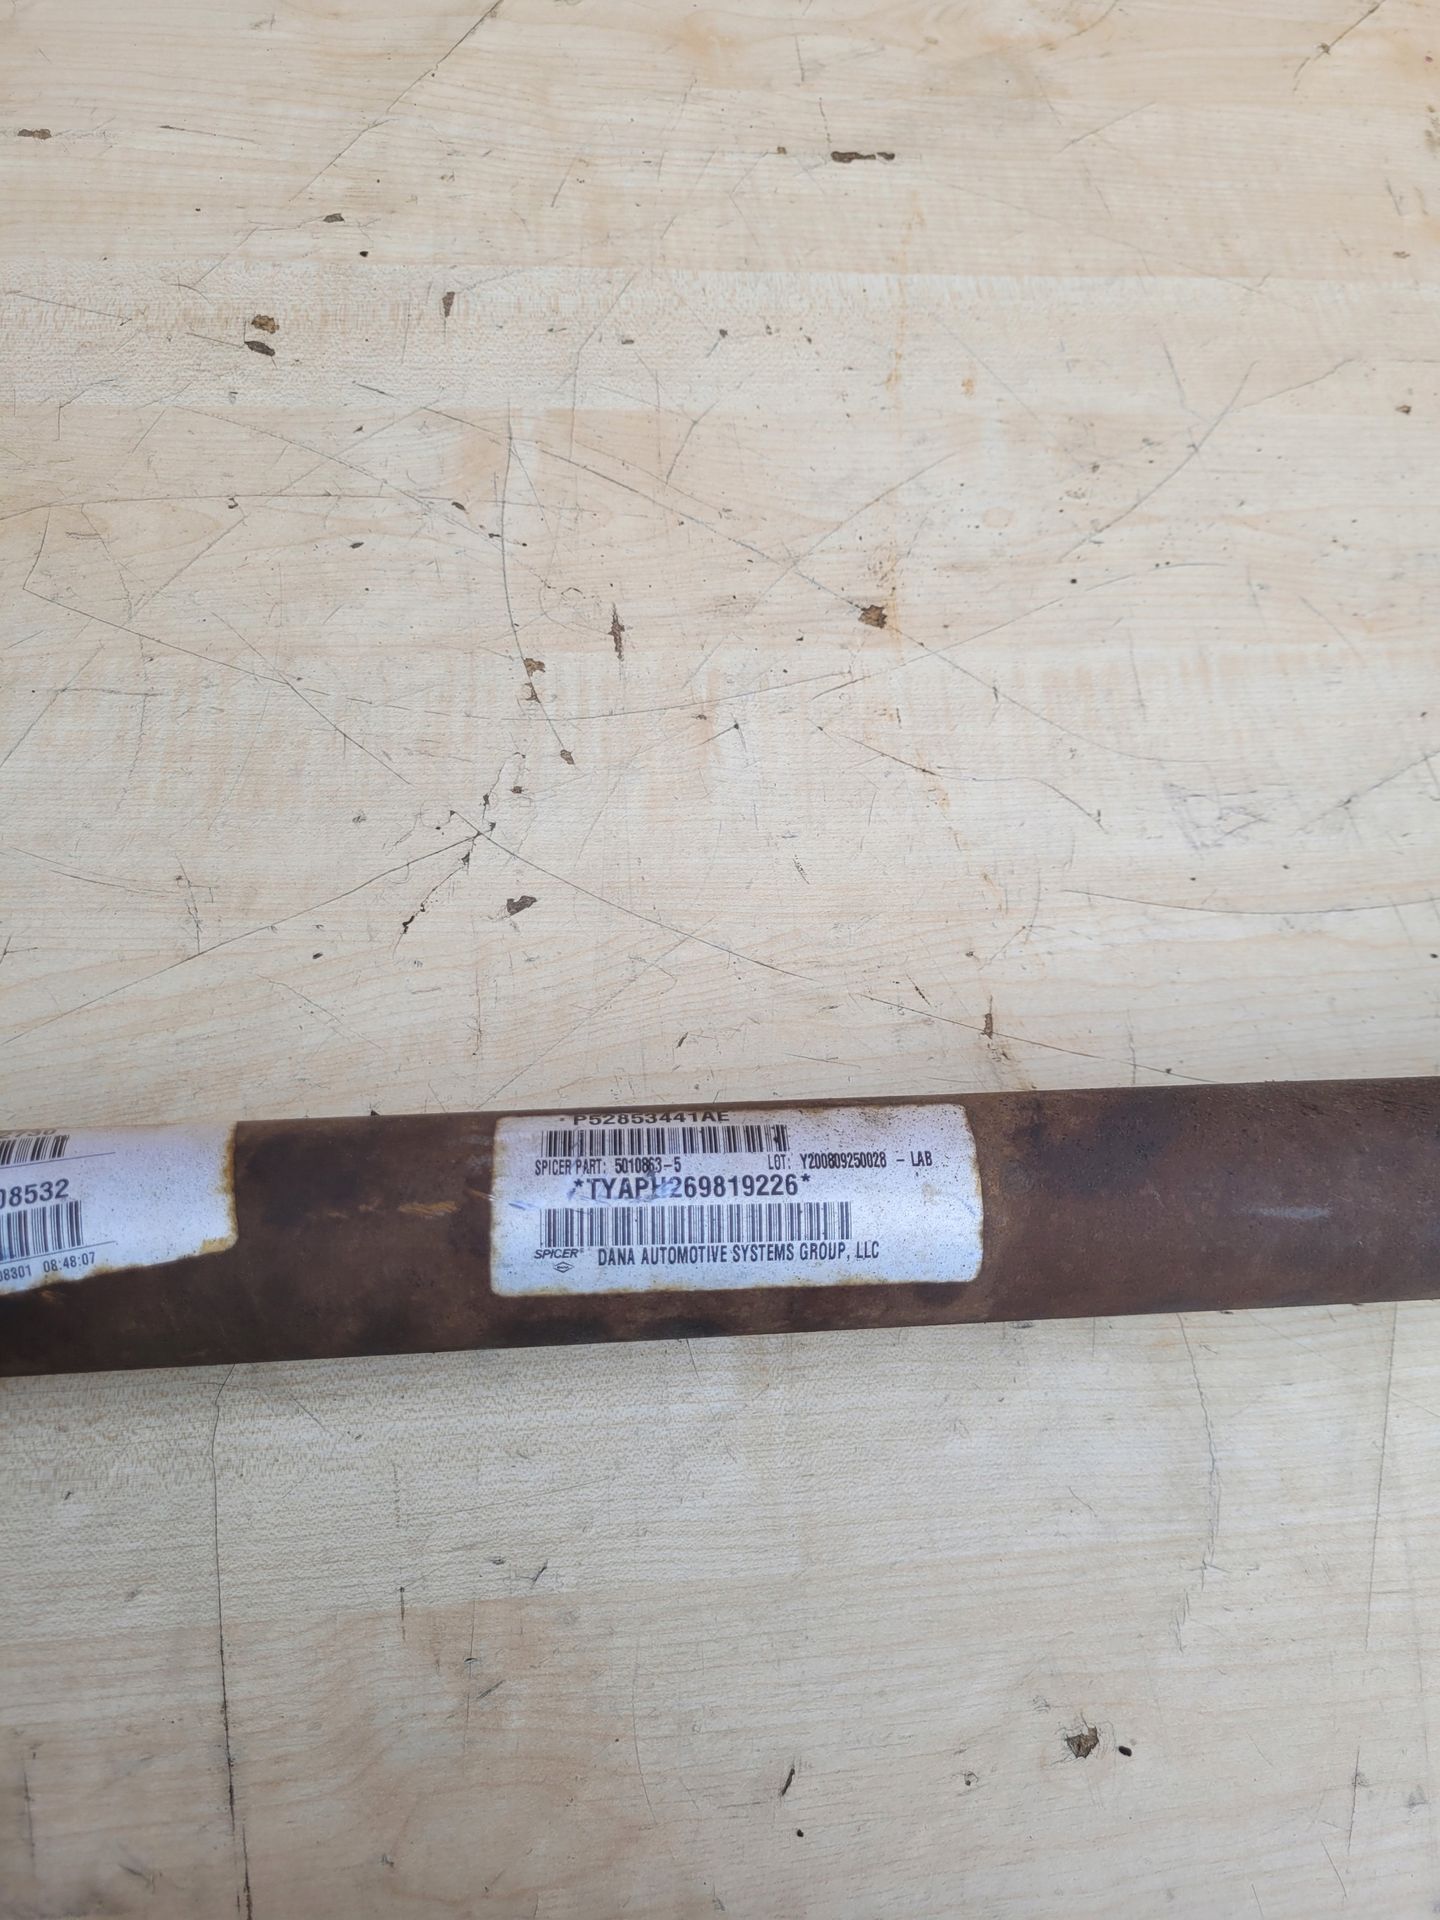 08532
08301 08:48:07
P52853441AE
SPICER PART: 5010863-5 LOT: Y200809250028 - LAB
*TYAPH269819226*
SPICER® DANA AUTOMOTIVE SYSTEMS GROUP, LLC